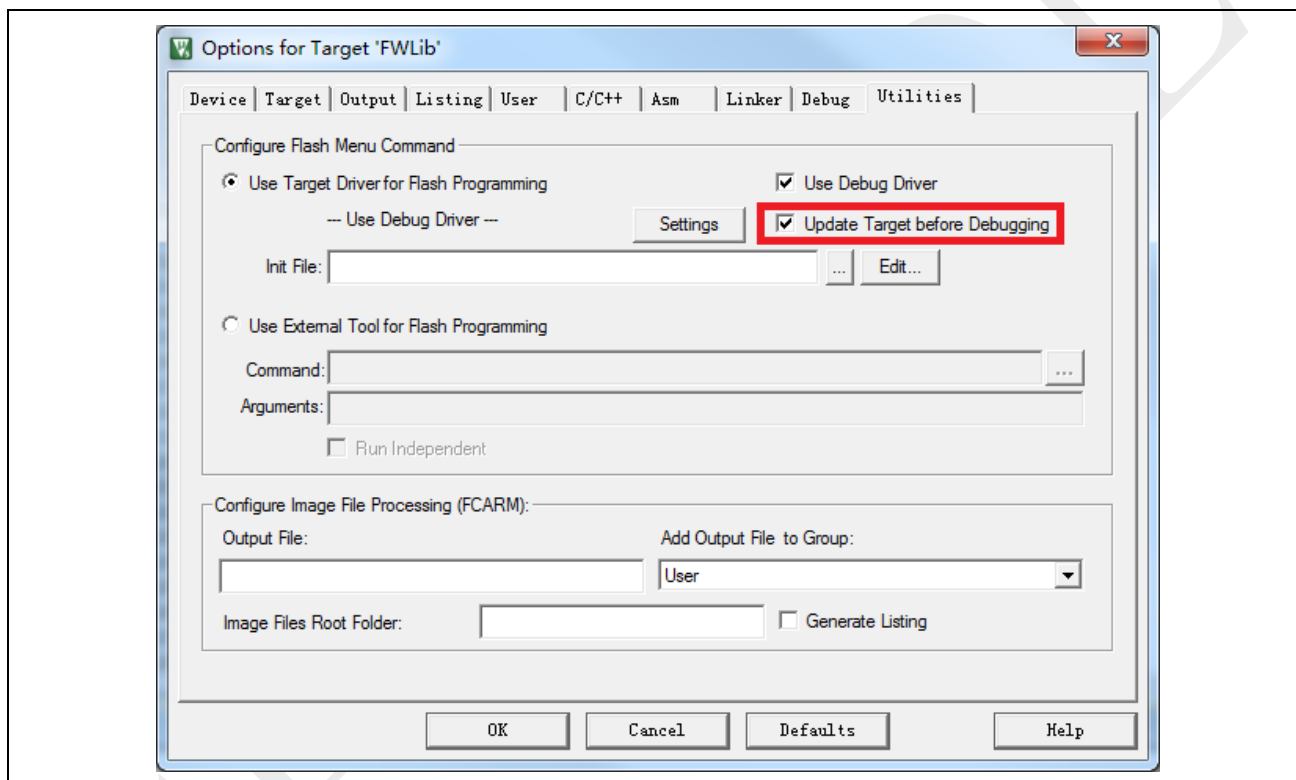 Options for Target 'FWLib'
Device Target Output Listing User C/C++ Asm Linker Debug Utilities
Configure Flash Menu Command
Use Target Driver for Flash Programming Use Debug Driver
--- Use Debug Driver --- Settings Update Target before Debugging
Init File: ... Edit...
Use External Tool for Flash Programming
Command: ...
Arguments:
Run Independent
Configure Image File Processing (FCARM):
Output File: Add Output File to Group:
User
Image Files Root Folder: Generate Listing
OK Cancel Defaults Help